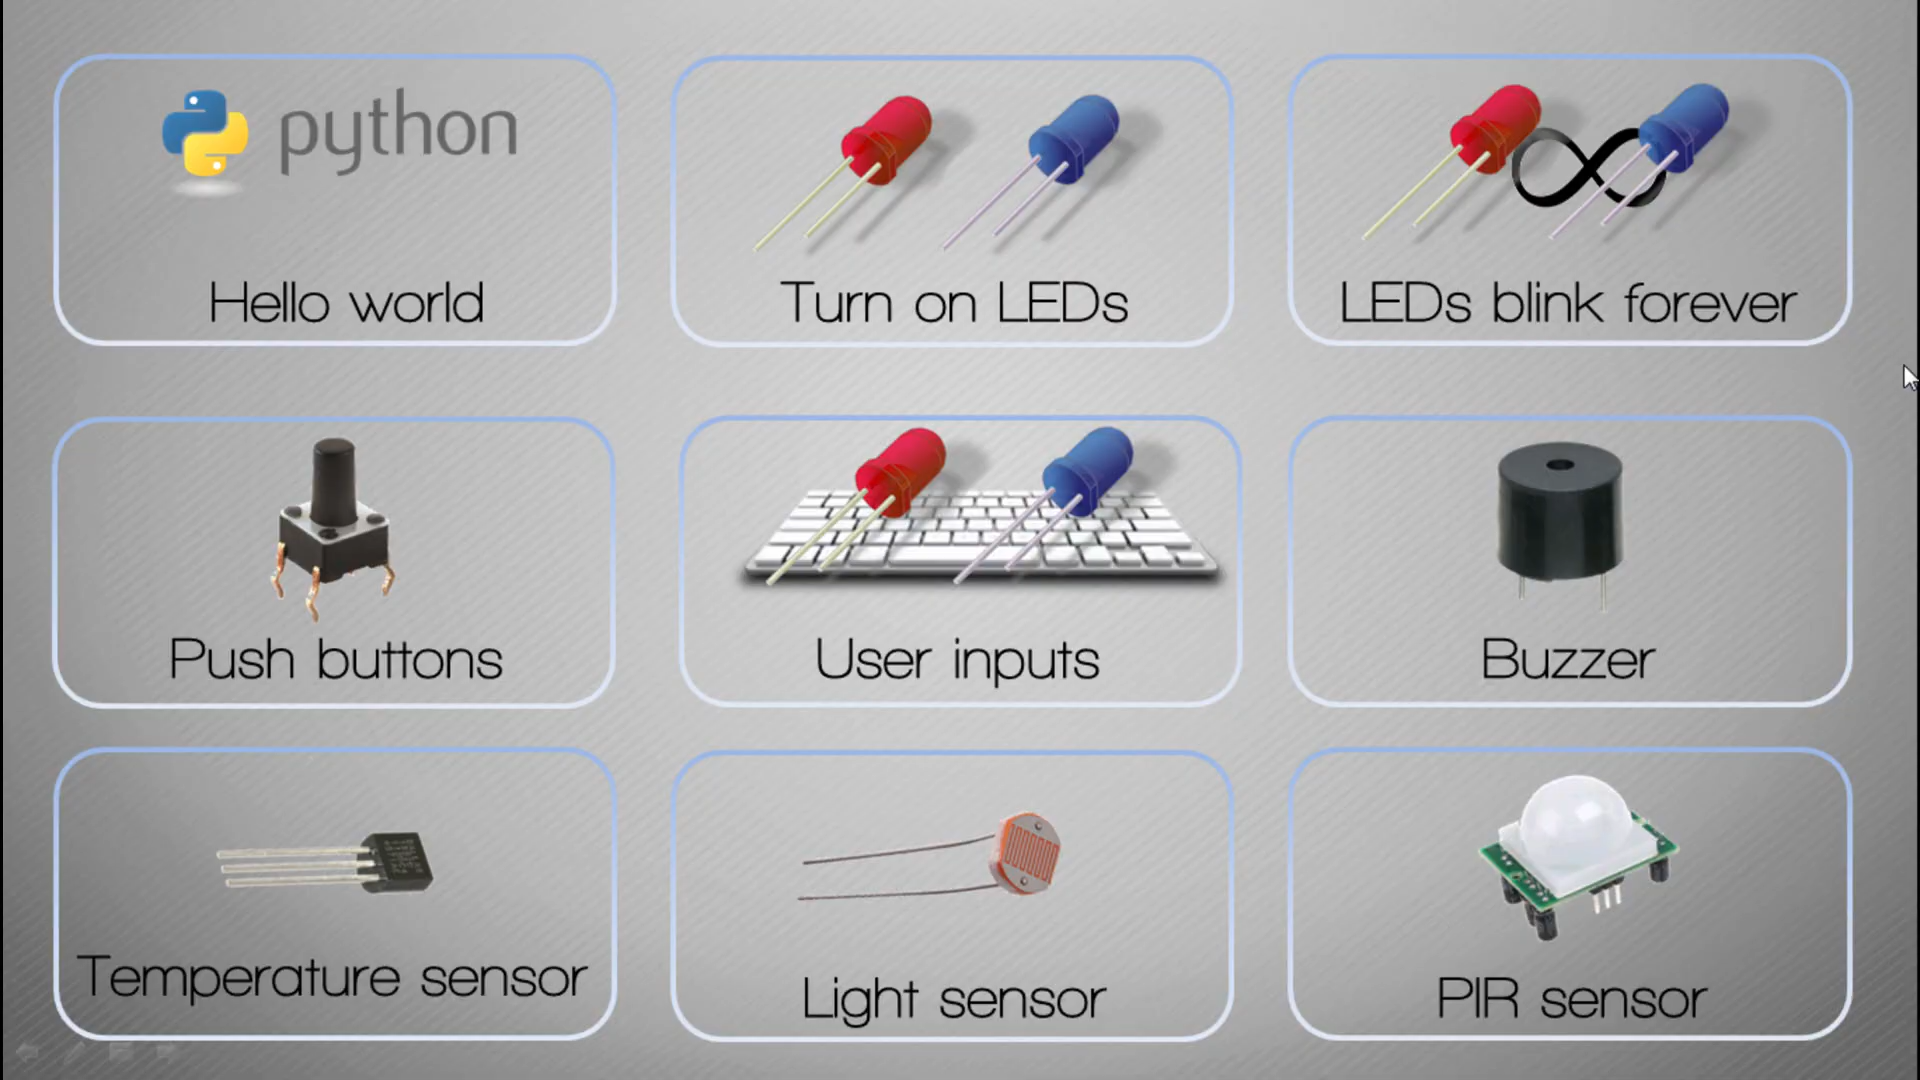 python
Hello world
Turn on LEDs
LEDs blink forever
Push buttons
User inputs
Buzzer
Temperature sensor
Light sensor
PIR sensor